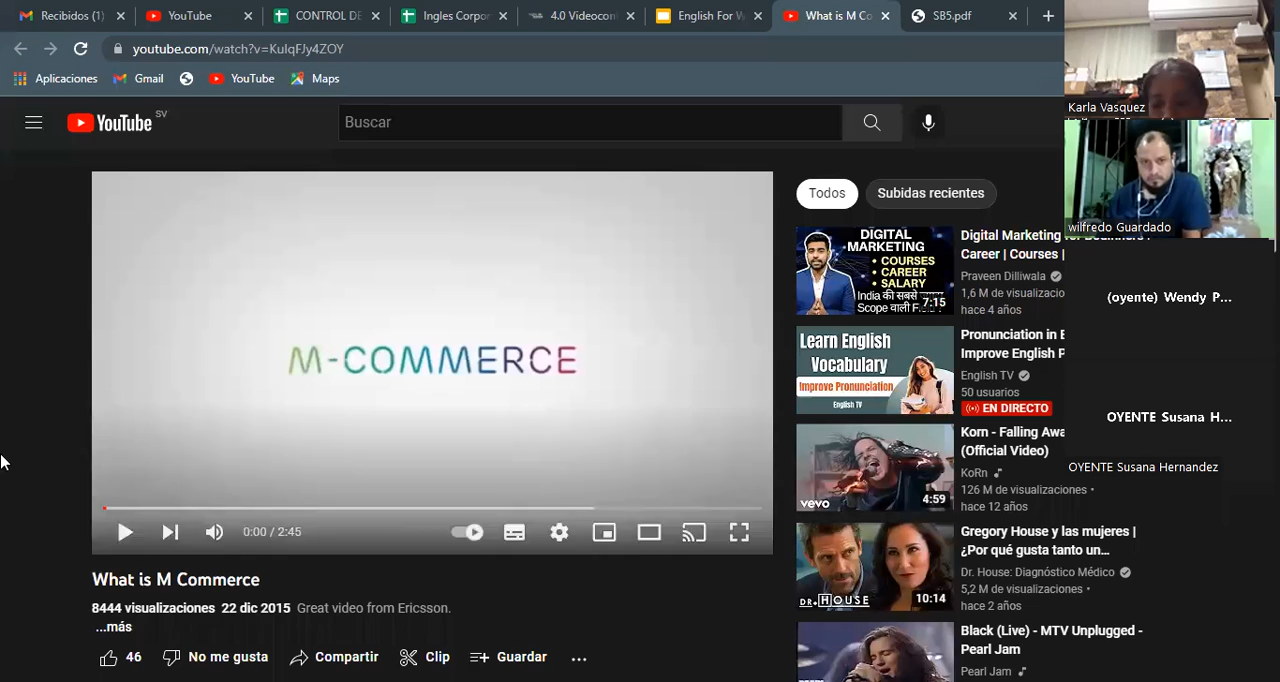 Recibidos (1)
YouTube
CONTROL DE
Ingles Corpor
4.0 Videocon
English For W
What is M Co
SB5.pdf
youtube.com/watch?v=KulqFJy4ZOY
Aplicaciones
Gmail
YouTube
Maps
YouTube SV
Buscar
M-COMMERCE
0:00 / 2:45
What is M Commerce
8444 visualizaciones 22 dic 2015 Great video from Ericsson.
...más
46
No me gusta
Compartir
Clip
Guardar
Todos
Subidas recientes
DIGITAL
MARKETING
• COURSES
• CAREER
• SALARY
India की सबसे
Scope वाली
7:15
Digital Marketing for Beginners
Career | Courses |
Praveen Dilliwala
1,6 M de visualizacio
hace 4 años
Learn English
Vocabulary
Improve Pronunciation
English TV
Pronunciation in E
Improve English P
English TV
50 usuarios
EN DIRECTO
vevo
4:59
Korn - Falling Awa
(Official Video)
KoRn
126 M de visualizaciones •
hace 12 años
DR. HOUSE
10:14
Gregory House y las mujeres |
¿Por qué gusta tanto un...
Dr. House: Diagnóstico Médico
5,2 M de visualizaciones •
hace 2 años
Black (Live) - MTV Unplugged -
Pearl Jam
Pearl Jam
Karla Vasquez
wilfredo Guardado
(oyente) Wendy P...
OYENTE Susana H...
OYENTE Susana Hernandez